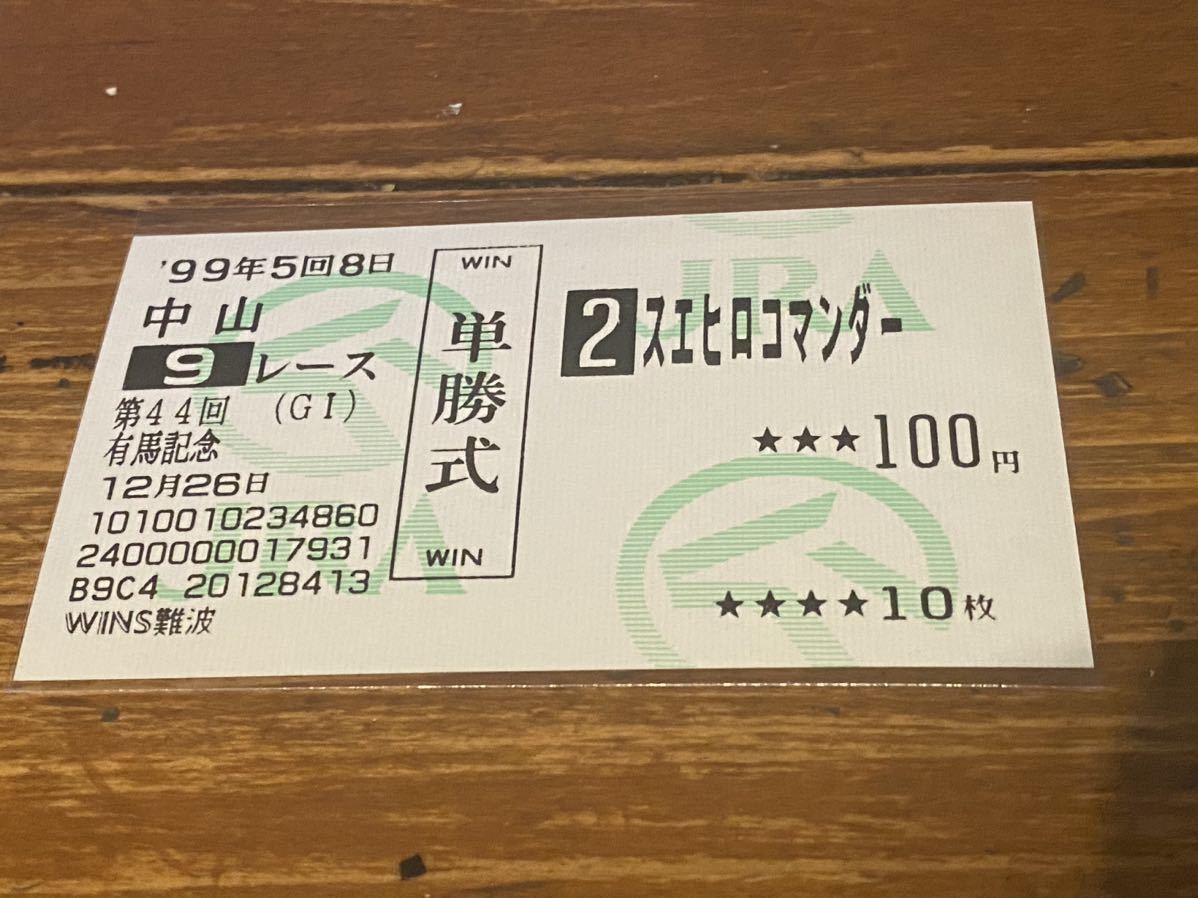 '99年5回8日
中山
9レース
第44回 (GI)
有馬記念
12月26日
1010010234860
2400000017931
B9C4 20128413
WINS難波
WIN
単勝式
WIN
2スエヒロコマンダー
★★★100円
★★★★10枚
JRA
JRA